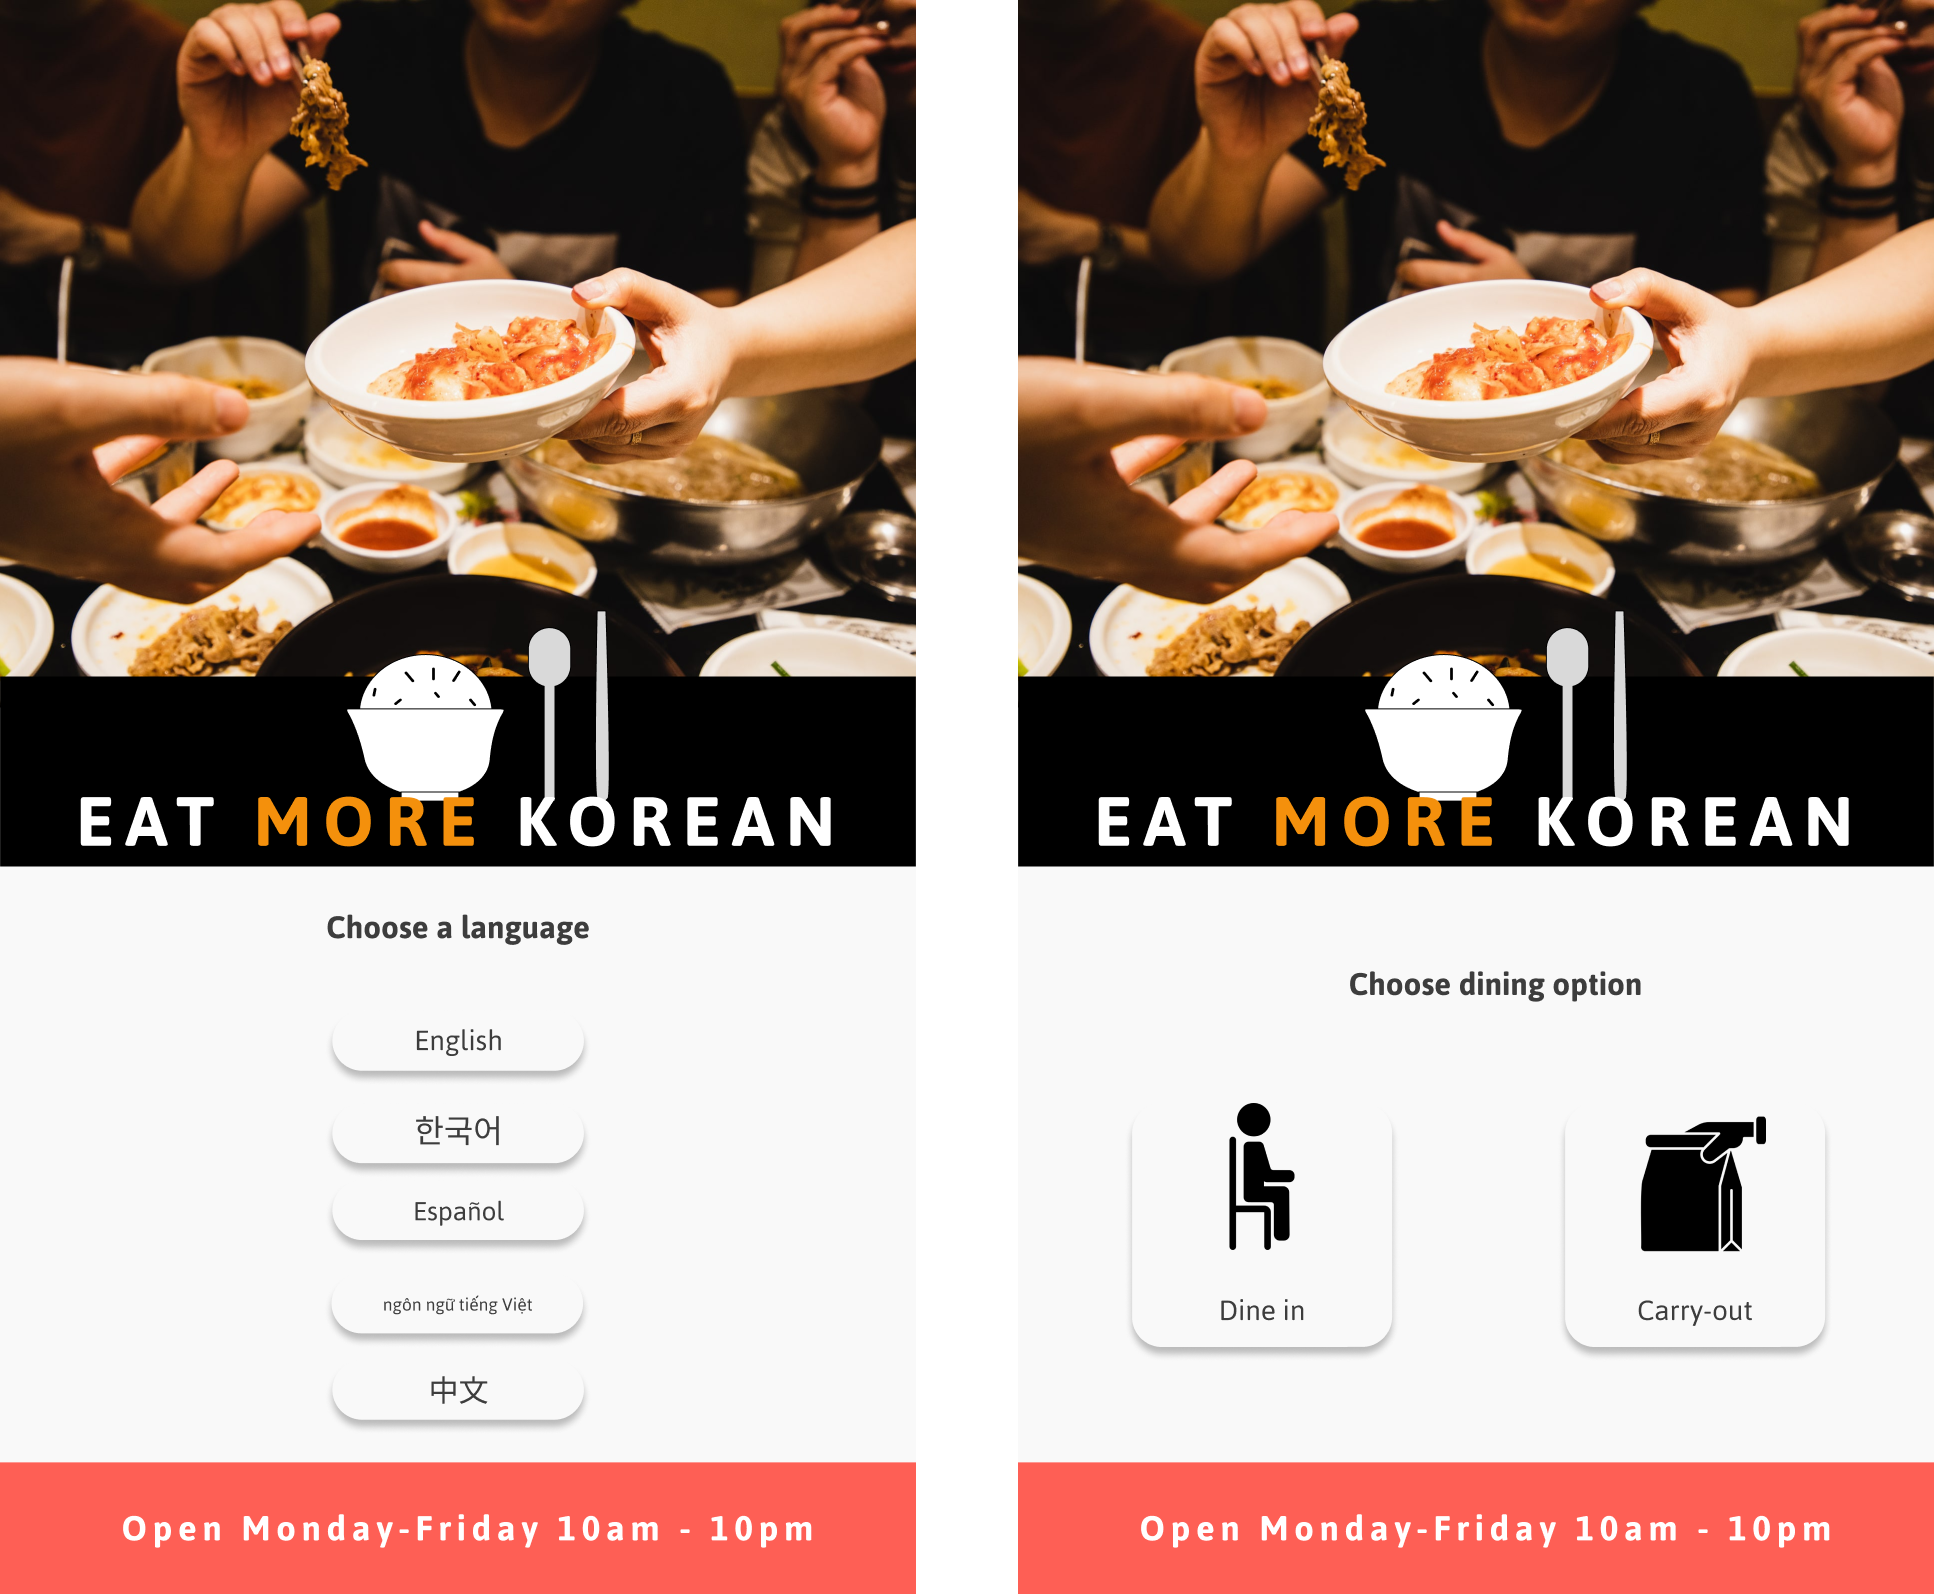 EAT MORE KOREAN
Choose a language
English
한국어
Español
ngôn ngữ tiếng Việt
中文
Open Monday-Friday 10am - 10pm
EAT MORE KOREAN
Choose dining option
Dine in
Carry-out
Open Monday-Friday 10am - 10pm